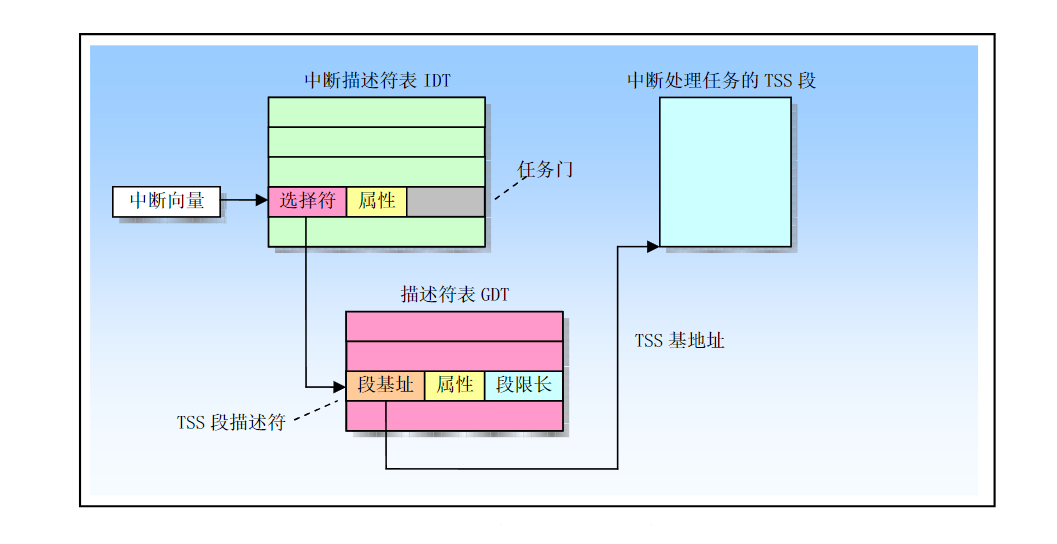 中断描述符表 IDT
中断处理任务的 TSS 段
任务门
中断向量
选择符
属性
描述符表 GDT
TSS 基地址
段基址
属性
段限长
TSS 段描述符